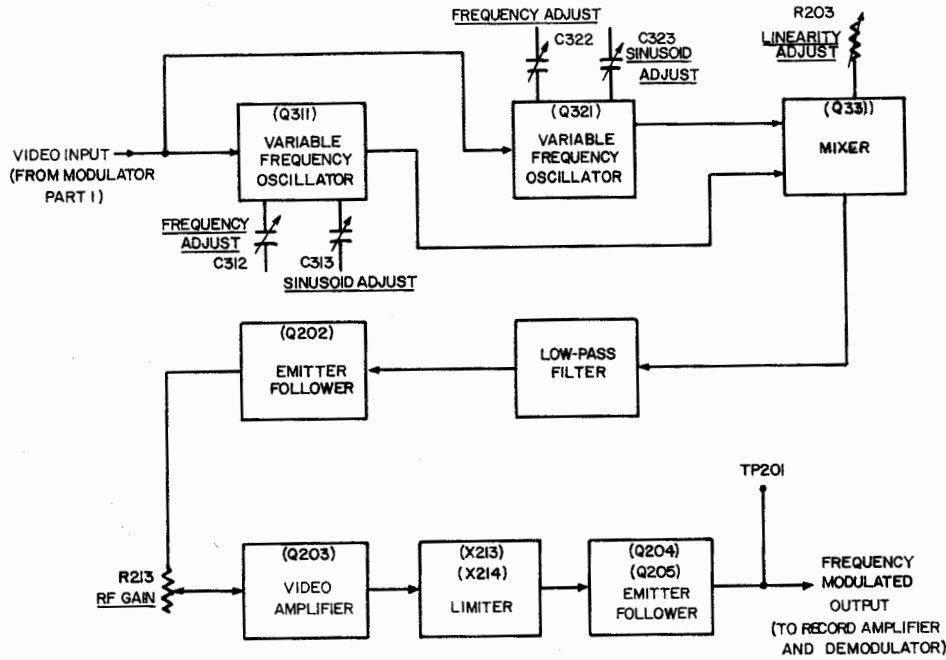 FREQUENCY ADJUST
C322
C323
SINUSOID
ADJUST
R203
LINEARITY
ADJUST
VIDEO INPUT
(FROM MODULATOR
PART I)
(Q311)
VARIABLE
FREQUENCY
OSCILLATOR
(Q321)
VARIABLE
FREQUENCY
OSCILLATOR
(Q331)
MIXER
FREQUENCY
ADJUST
C312
C313
SINUSOID ADJUST
(Q202)
EMITTER
FOLLOWER
LOW-PASS
FILTER
R213
RF GAIN
(Q203)
VIDEO
AMPLIFIER
(X213)
(X214)
LIMITER
(Q204)
(Q205)
EMITTER
FOLLOWER
TP201
FREQUENCY
MODULATED
OUTPUT
(TO RECORD AMPLIFIER
AND DEMODULATOR)